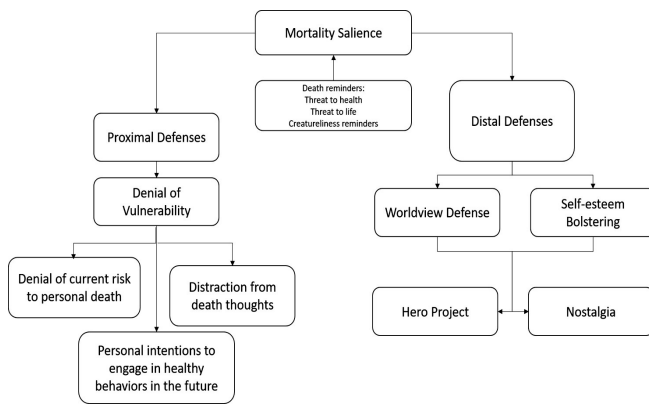 Mortality Salience
Death reminders:
Threat to health
Threat to life
Creatureliness reminders
Proximal Defenses
Distal Defenses
Denial of
Vulnerability
Worldview Defense
Self-esteem
Bolstering
Denial of current risk
to personal death
Distraction from
death thoughts
Hero Project
Nostalgia
Personal intentions to
engage in healthy
behaviors in the future